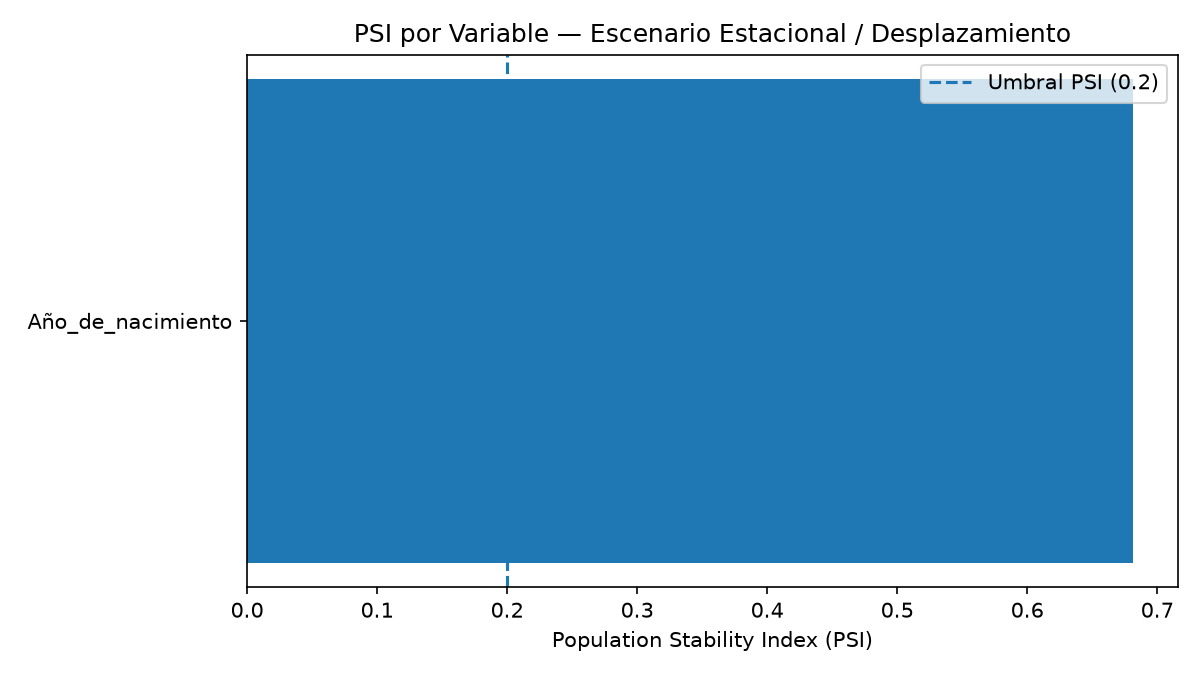 PSI por Variable — Escenario Estacional / Desplazamiento
Umbral PSI (0.2)
Año_de_nacimiento
0.0 0.1 0.2 0.3 0.4 0.5 0.6 0.7
Population Stability Index (PSI)